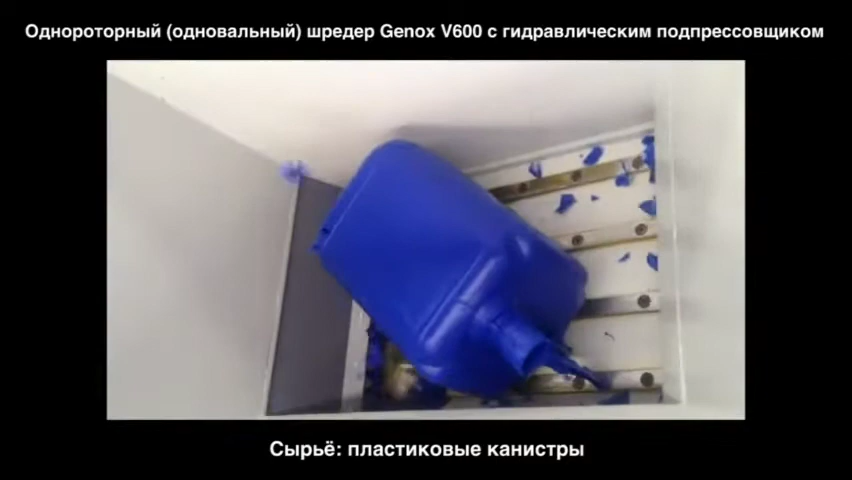 Однороторный (одновальный) шредер Genox V600 с гидравлическим подпрессовщиком
Сырьё: пластиковые канистры